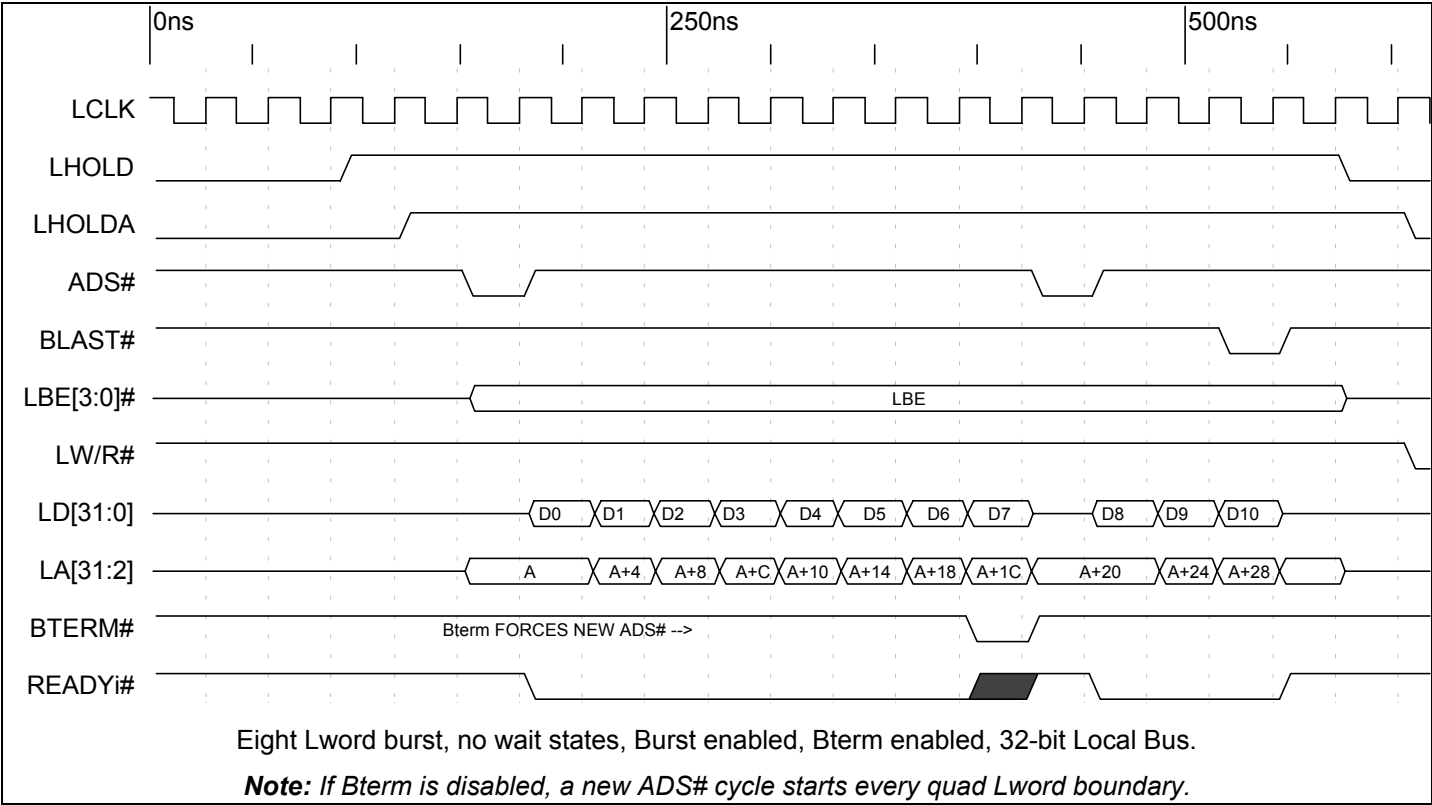 0ns 250ns 500ns
LCLK
LHOLD
LHOLDA
ADS#
BLAST#
LBE[3:0]# LBE
LW/R#
LD[31:0] D0 D1 D2 D3 D4 D5 D6 D7 D8 D9 D10
LA[31:2] A A+4 A+8 A+C A+10 A+14 A+18 A+1C A+20 A+24 A+28
BTERM# Bterm FORCES NEW ADS# -->
READYi#
Eight Lword burst, no wait states, Burst enabled, Bterm enabled, 32-bit Local Bus.
Note: If Bterm is disabled, a new ADS# cycle starts every quad Lword boundary.